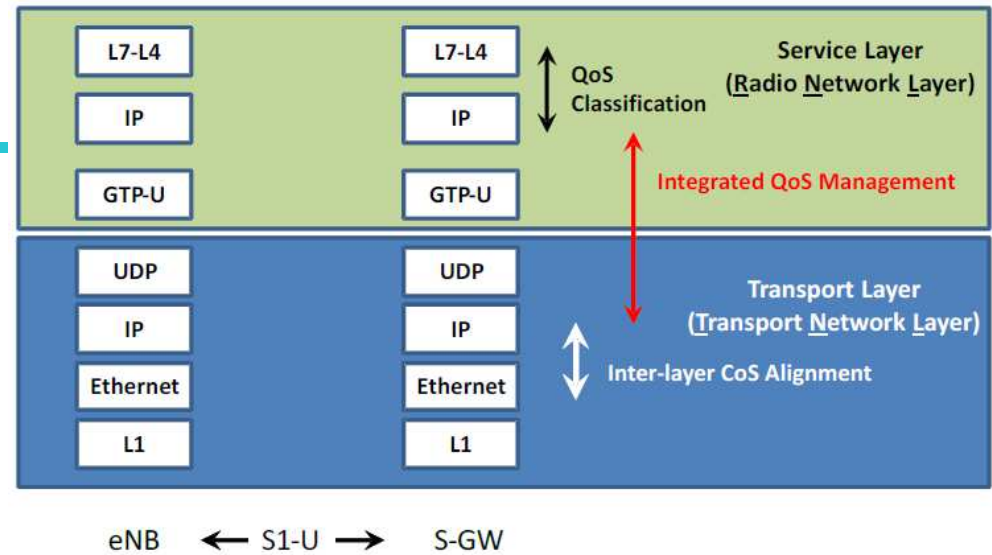 L7-L4
L7-L4
Service Layer
(Radio Network Layer)
QoS
Classification
IP
IP
Integrated QoS Management
GTP-U
GTP-U
UDP
UDP
Transport Layer
(Transport Network Layer)
IP
IP
Inter-layer CoS Alignment
Ethernet
Ethernet
L1
L1
eNB S1-U S-GW